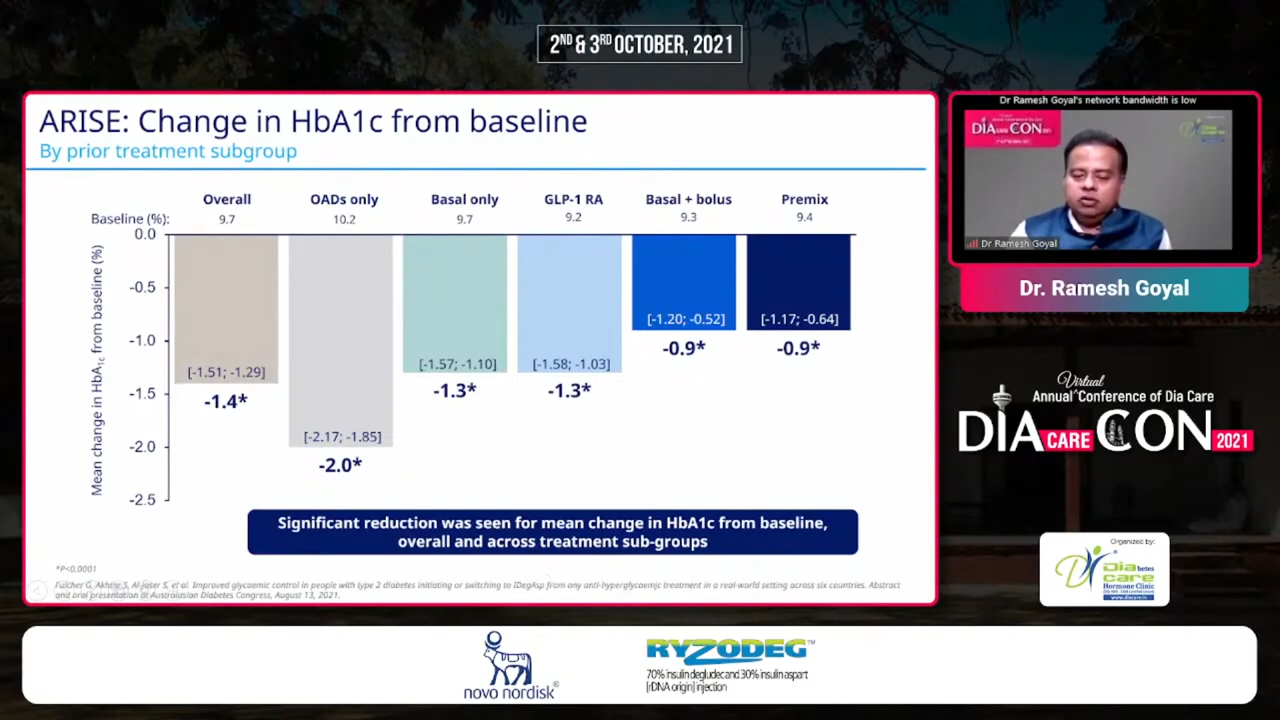 2ND & 3RD OCTOBER, 2021
ARISE: Change in HbA1c from baseline
By prior treatment subgroup
Overall OADs only Basal only GLP-1 RA Basal + bolus Premix
Baseline (%): 9.7 10.2 9.7 9.2 9.3 9.4
Mean change in HbA1c from baseline (%)
0.0
-0.5
-1.0
-1.5
-2.0
-2.5
[-1.51; -1.29]
-1.4*
[-2.17; -1.85]
-2.0*
[-1.57; -1.10]
-1.3*
[-1.58; -1.03]
-1.3*
[-1.20; -0.52]
-0.9*
[-1.17; -0.64]
-0.9*
Significant reduction was seen for mean change in HbA1c from baseline,
overall and across treatment sub-groups
*P<0.0001
Fulcher G, Akhtar S, Al-Jaser S, et al. Improved glycaemic control in people with type 2 diabetes initiating or switching to IDegAsp from any anti-hyperglycaemic treatment in a real-world setting across six countries. Abstract
and oral presentation at Australasian Diabetes Congress, August 13, 2021.
Dr Ramesh Goyal's network bandwidth is low
DIA CARE CON 2021
Dr Ramesh Goyal
Dr. Ramesh Goyal
Virtual
Annual^Conference of Dia Care
DIA CARE CON 2021
Organized by:
Diabetes
care
Hormone Clinic
www.diacare.in
novo nordisk®
RYZODEG™
70% insulin degludec and 30% insulin aspart
[rDNA origin] injection